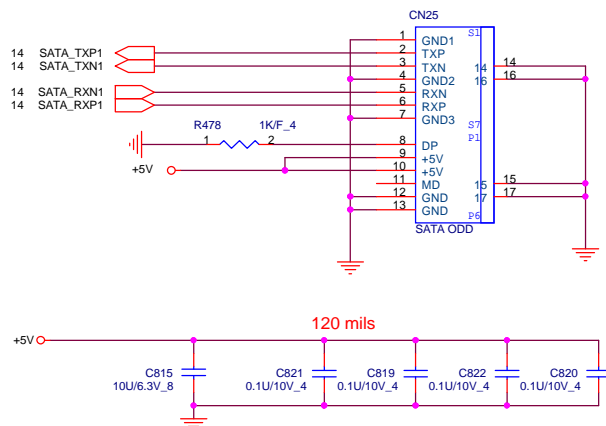 CN25
S1
1 GND1
14 SATA_TXP1 2 TXP
14 SATA_TXN1 3 TXN 14 14
4 GND2 16 16
14 SATA_RXN1 5 RXN
14 SATA_RXP1 6 RXP
7 GND3
S7
R478 1K/F_4 P1
1 2 8 DP
9 +5V
+5V 10 +5V
11 MD 15 15
12 GND 17 17
13 GND P6
SATA ODD
120 mils
+5V
C815 C821 C819 C822 C820
10U/6.3V_8 0.1U/10V_4 0.1U/10V_4 0.1U/10V_4 0.1U/10V_4